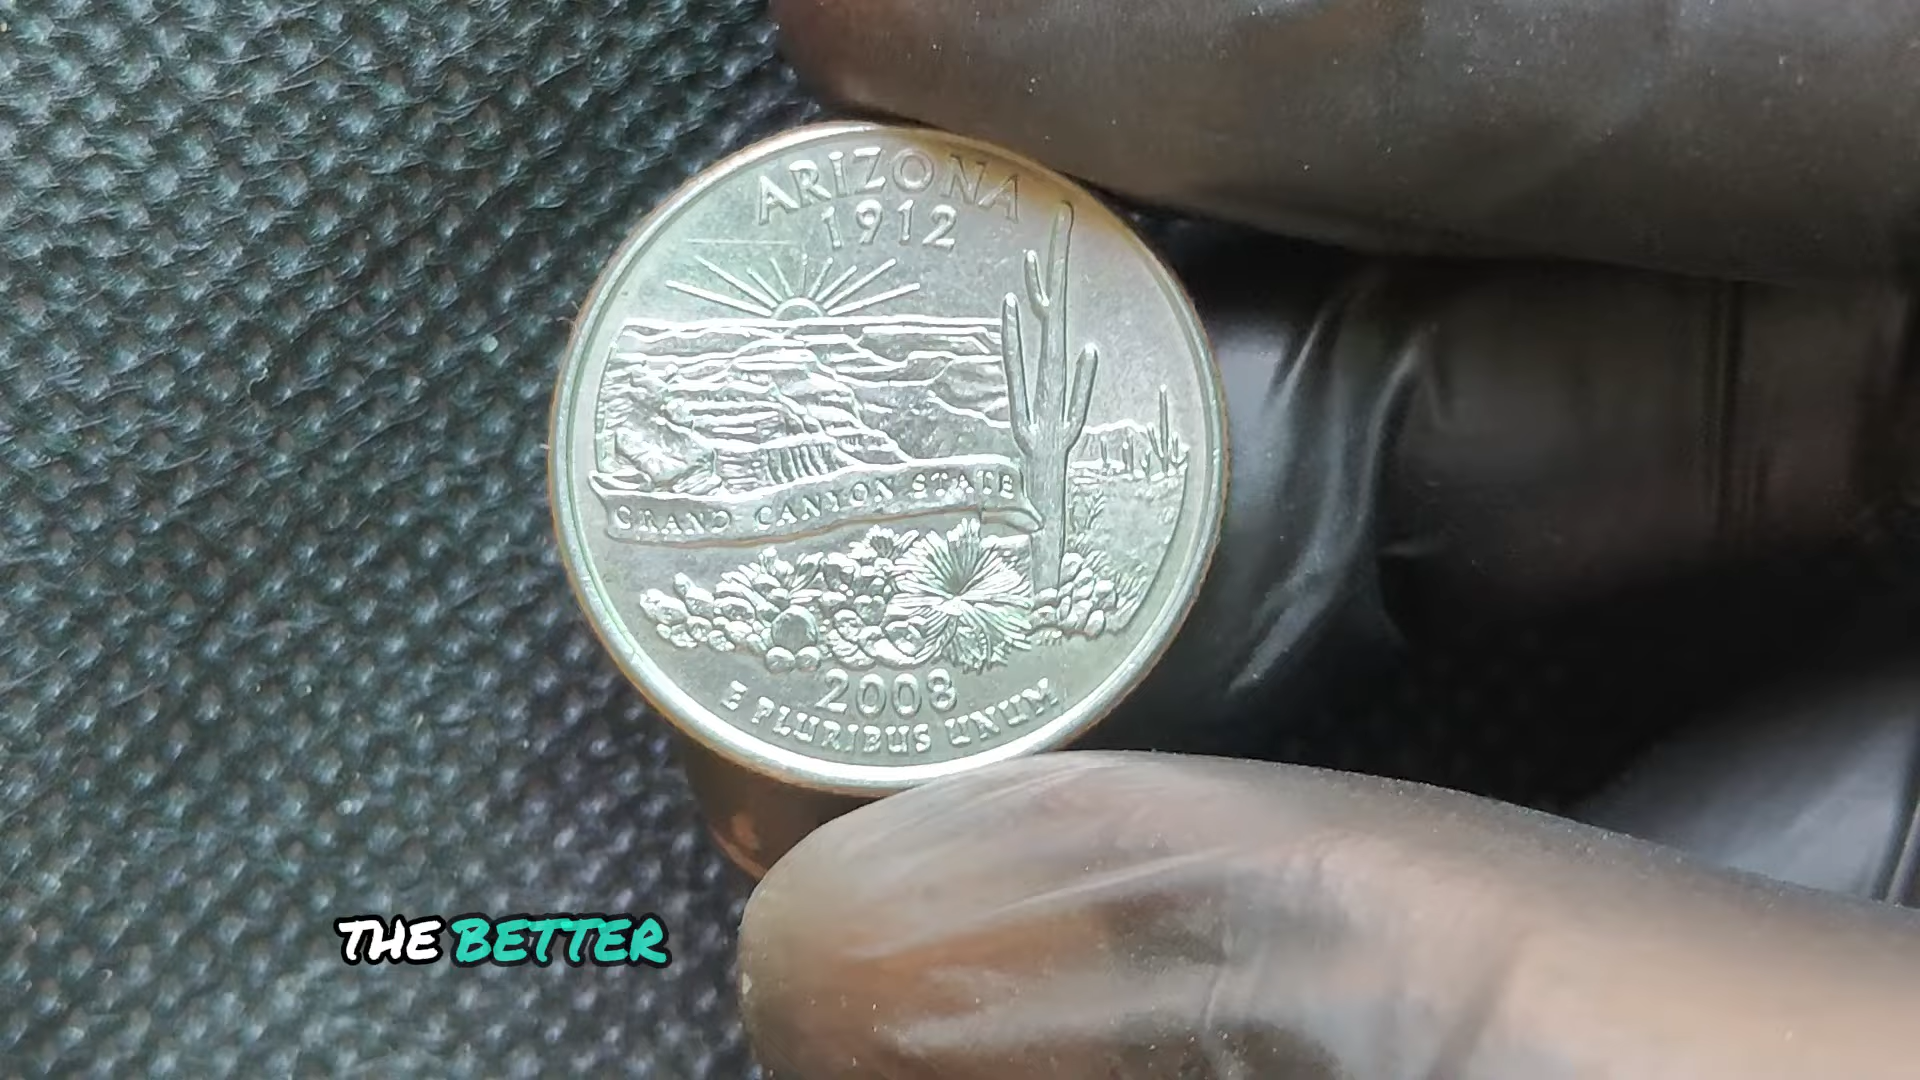 ARIZONA
1912
GRAND CANYON STATE
2008
E PLURIBUS UNUM
THE BETTER